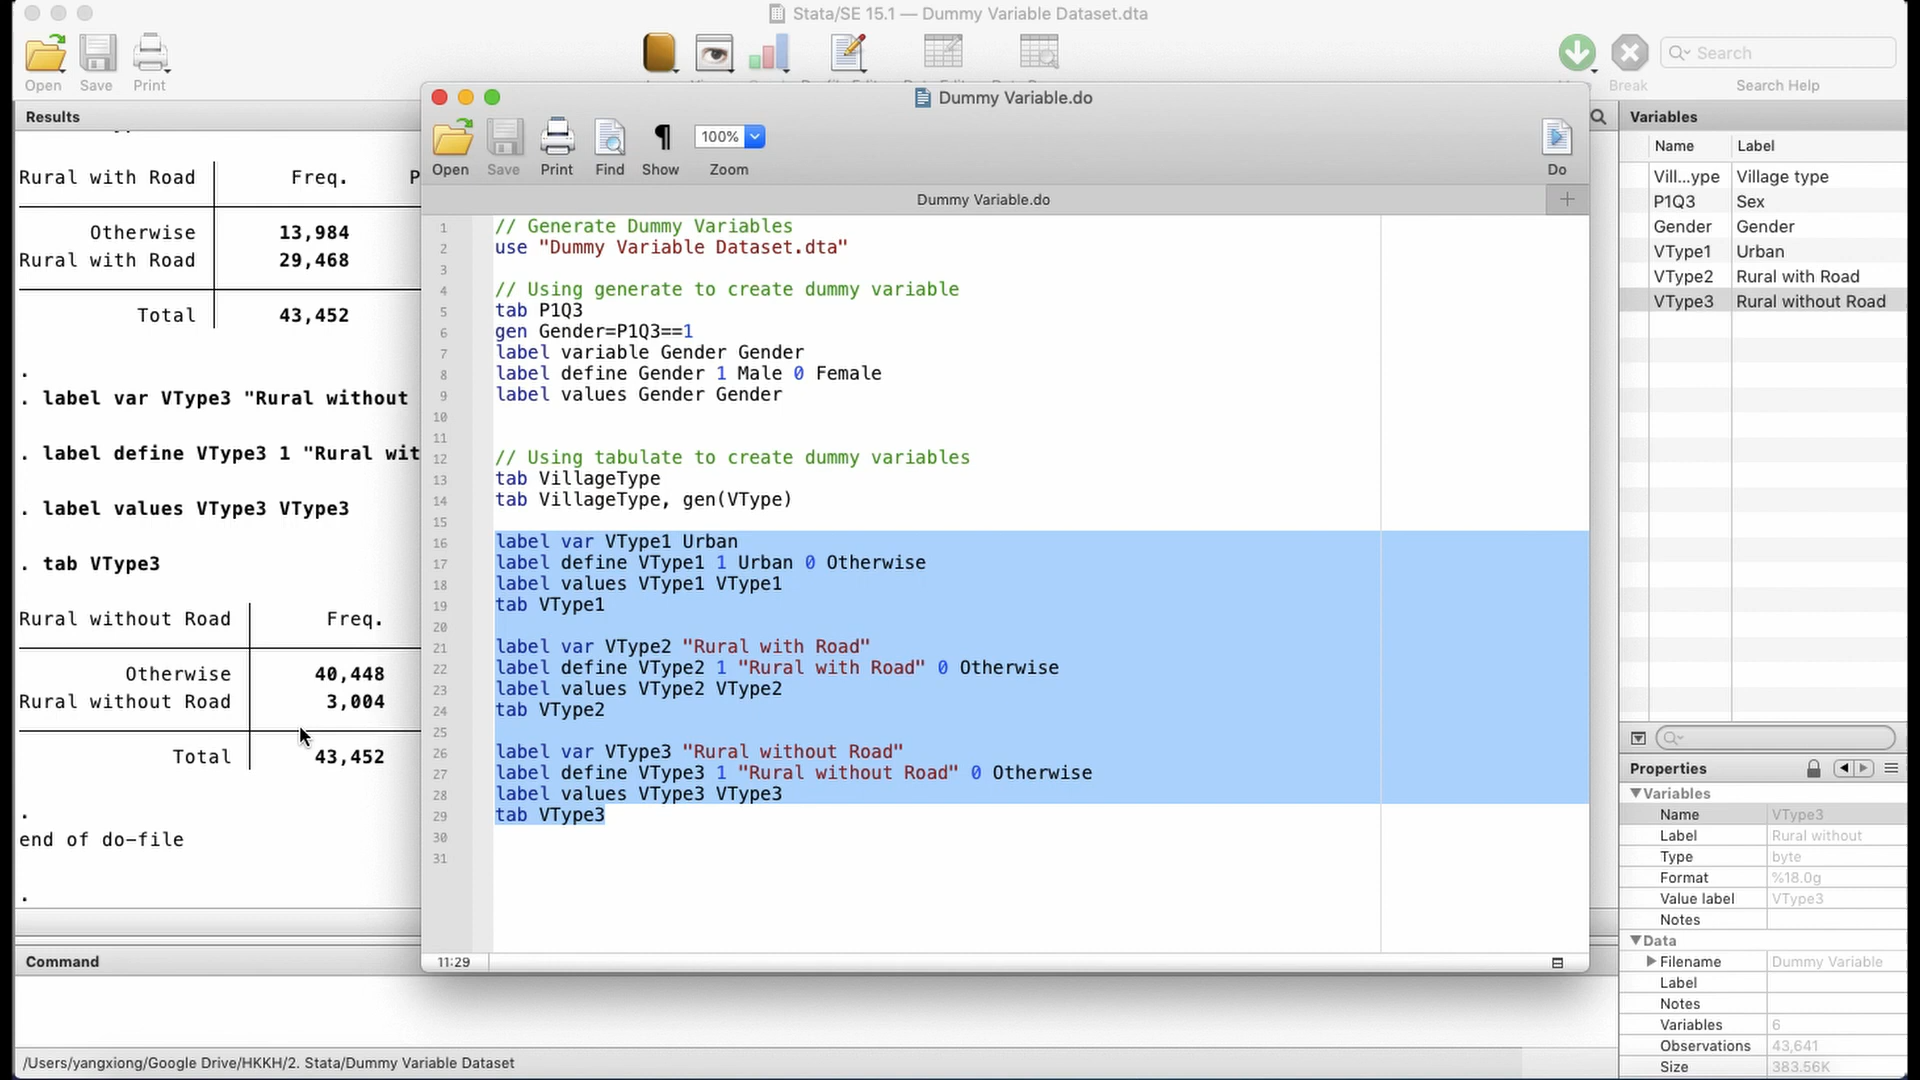 Stata/SE 15.1 — Dummy Variable Dataset.dta
Open
Save
Print
Break
Search
Search Help
Results
Rural with Road Freq. P
Otherwise 13,984
Rural with Road 29,468
Total 43,452
.
. label var VType3 "Rural without
. label define VType3 1 "Rural wit
. label values VType3 VType3
. tab VType3
Rural without Road Freq.
Otherwise 40,448
Rural without Road 3,004
Total 43,452
.
end of do-file
.
Command
/Users/yangxiong/Google Drive/HKKH/2. Stata/Dummy Variable Dataset
Dummy Variable.do
100%
Open Save Print Find Show Zoom Do
Dummy Variable.do
1 // Generate Dummy Variables
2 use "Dummy Variable Dataset.dta"
3
4 // Using generate to create dummy variable
5 tab P1Q3
6 gen Gender=P1Q3==1
7 label variable Gender Gender
8 label define Gender 1 Male 0 Female
9 label values Gender Gender
10
11
12 // Using tabulate to create dummy variables
13 tab VillageType
14 tab VillageType, gen(VType)
15
16 label var VType1 Urban
17 label define VType1 1 Urban 0 Otherwise
18 label values VType1 VType1
19 tab VType1
20
21 label var VType2 "Rural with Road"
22 label define VType2 1 "Rural with Road" 0 Otherwise
23 label values VType2 VType2
24 tab VType2
25
26 label var VType3 "Rural without Road"
27 label define VType3 1 "Rural without Road" 0 Otherwise
28 label values VType3 VType3
29 tab VType3
30
31
11:29
Variables
Name Label
Vill...ype Village type
P1Q3 Sex
Gender Gender
VType1 Urban
VType2 Rural with Road
VType3 Rural without Road
Properties
Variables
Name VType3
Label Rural without
Type byte
Format %18.0g
Value label VType3
Notes
Data
Filename Dummy Variable
Label
Notes
Variables 6
Observations 43,641
Size 383.56K